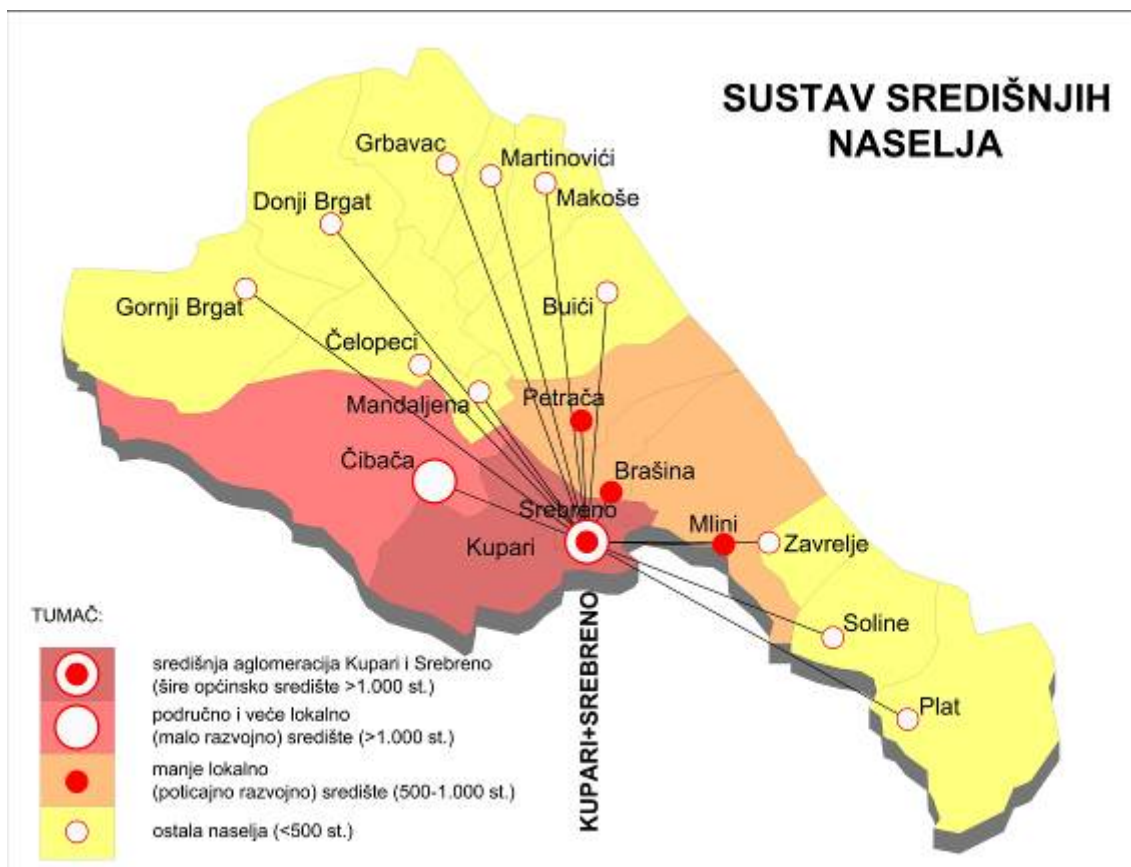 SUSTAV SREDIŠNJIH
NASELJA
Grbavac
Martinovići
Makoše
Donji Brgat
Gornji Brgat
Buići
Čelopeci
Mandaljena
Petrača
Čibača
Brašina
Srebreno
Kupari
Mlini
Zavrelje
Soline
Plat
KUPARI+SREBRENO
TUMAČ:
središnja aglomeracija Kupari i Srebreno
(šire općinsko središte >1.000 st.)
područno i veće lokalno
(malo razvojno) središte (>1.000 st.)
manje lokalno
(poticajno razvojno) središte (500-1.000 st.)
ostala naselja (<500 st.)